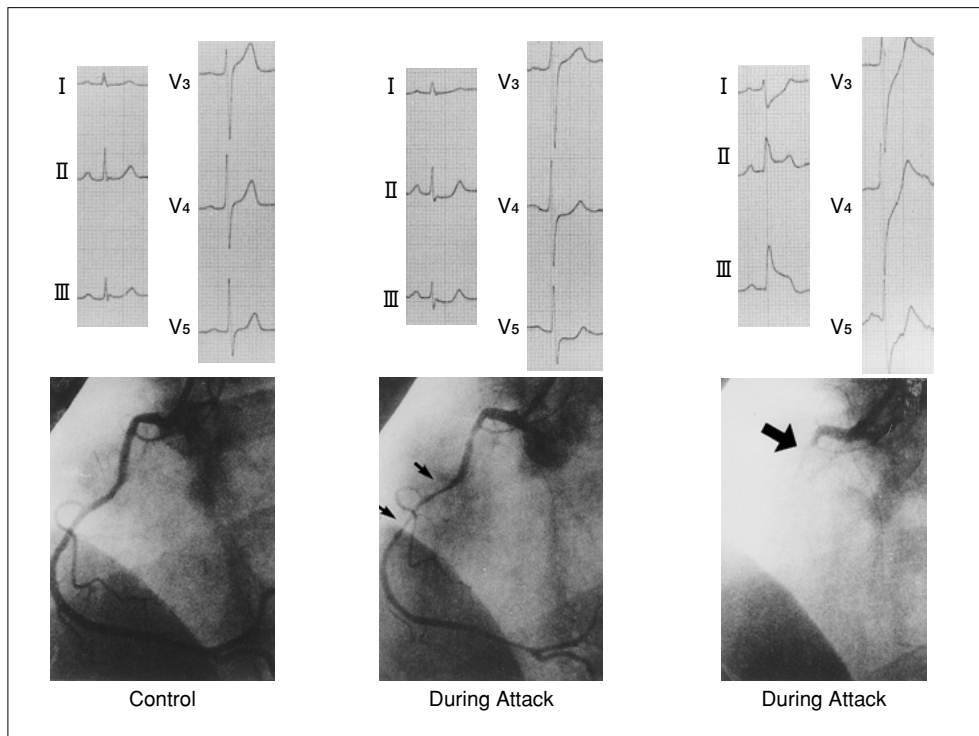 I
II
III
V3
V4
V5
Control
I
II
III
V3
V4
V5
During Attack
I
II
III
V3
V4
V5
During Attack